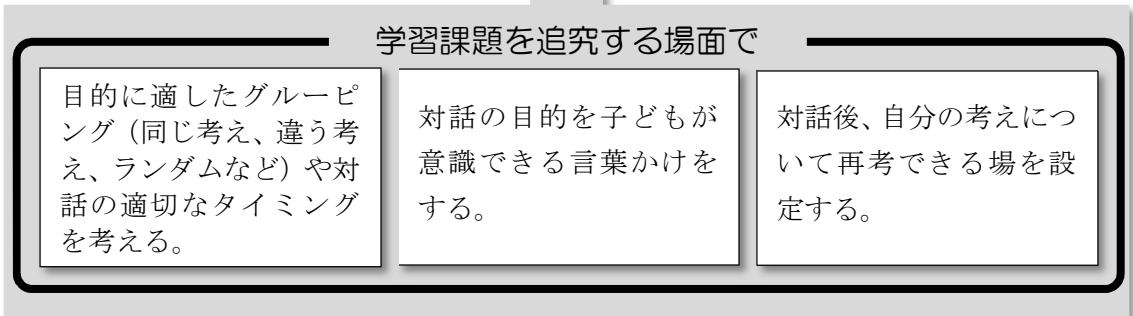 学習課題を追究する場面で
目的に適したグルーピ
ング（同じ考え、違う考
え、ランダムなど）や対
話の適切なタイミング
を考える。
対話の目的を子どもが
意識できる言葉かけを
する。
対話後、自分の考えにつ
いて再考できる場を設
定する。